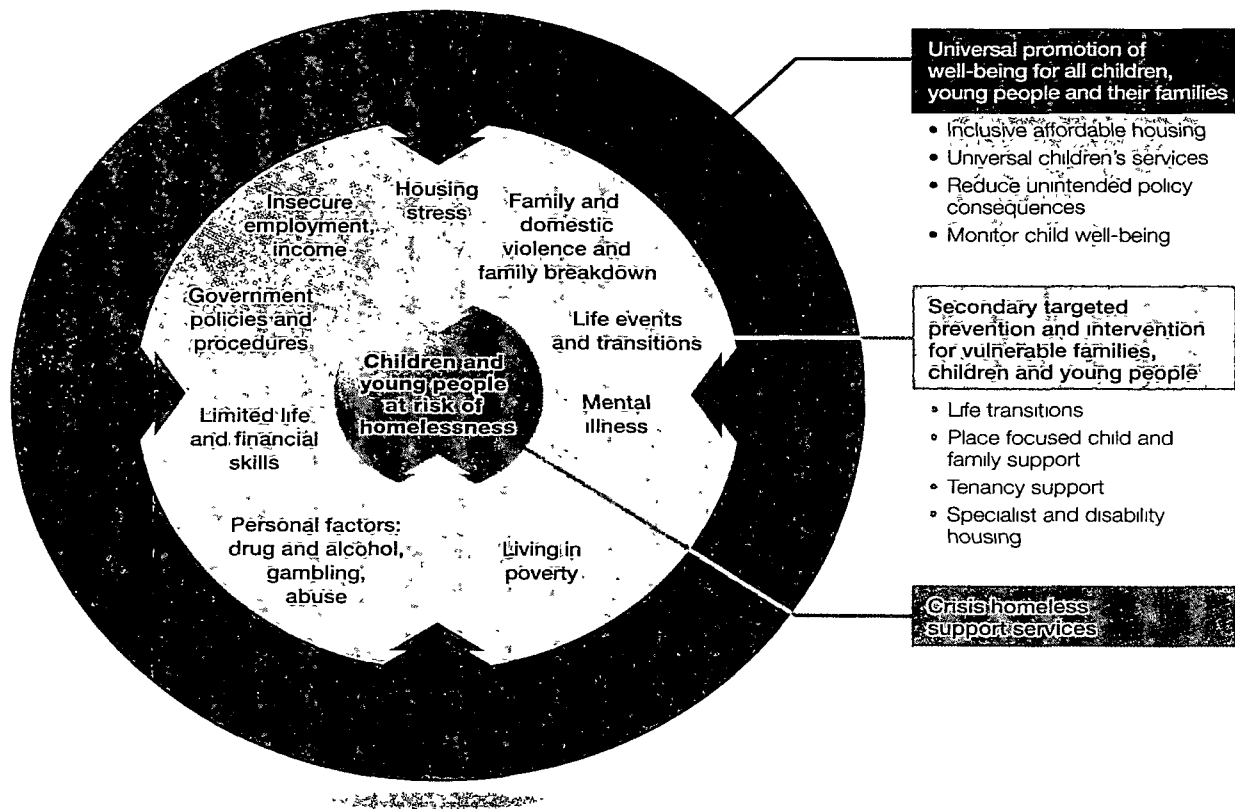 Universal promotion of
well-being for all children,
young people and their families
• Inclusive affordable housing
• Universal children's services
• Reduce unintended policy
consequences
• Monitor child well-being
Housing
stress
Insecure
employment,
income
Family and
domestic
violence and
family breakdown
Government
policies and
procedures
Life events
and transitions
Children and
young people
at risk of
homelessness
Limited life
and financial
skills
Mental
illness
Personal factors:
drug and alcohol,
gambling,
abuse
Living in
poverty
Secondary targeted
prevention and intervention
for vulnerable families,
children and young people
• Life transitions
• Place focused child and
family support
• Tenancy support
• Specialist and disability
housing
Crisis homeless
support services